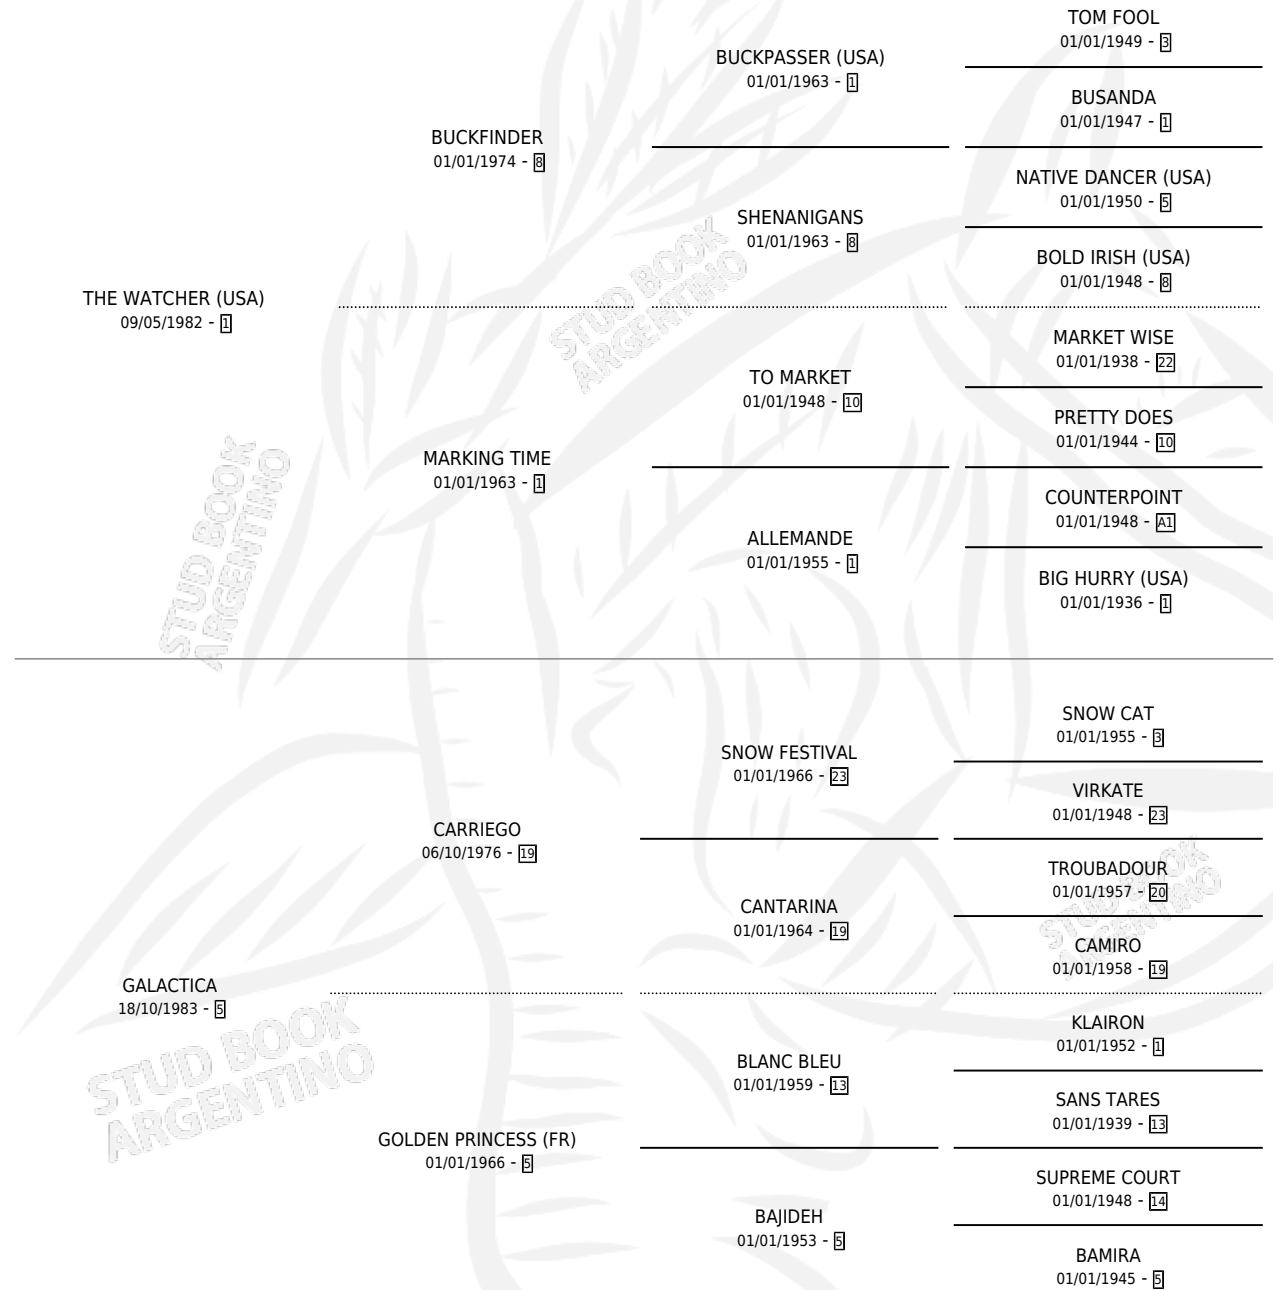 TOM FOOL
01/01/1949 - 3
BUCKPASSER (USA)
01/01/1963 - 1
BUSANDA
01/01/1947 - 1
BUCKFINDER
01/01/1974 - 8
NATIVE DANCER (USA)
01/01/1950 - 5
SHENANIGANS
01/01/1963 - 8
BOLD IRISH (USA)
01/01/1948 - 8
THE WATCHER (USA)
09/05/1982 - 1
MARKET WISE
01/01/1938 - 22
TO MARKET
01/01/1948 - 10
PRETTY DOES
01/01/1944 - 10
MARKING TIME
01/01/1963 - 1
COUNTERPOINT
01/01/1948 - A1
ALLEMANDE
01/01/1955 - 1
BIG HURRY (USA)
01/01/1936 - 1
SNOW CAT
01/01/1955 - 3
SNOW FESTIVAL
01/01/1966 - 23
VIRKATE
01/01/1948 - 23
CARRIEGO
06/10/1976 - 19
TROUBADOUR
01/01/1957 - 20
CANTARINA
01/01/1964 - 19
CAMIRO
01/01/1958 - 19
GALACTICA
18/10/1983 - 5
KLAIRON
01/01/1952 - 1
BLANC BLEU
01/01/1959 - 13
SANS TARES
01/01/1939 - 13
GOLDEN PRINCESS (FR)
01/01/1966 - 5
SUPREME COURT
01/01/1948 - 14
BAJIDEH
01/01/1953 - 5
BAMIRA
01/01/1945 - 5
STUD BOOK
ARGENTINO
STUD BOOK
ARGENTINO
STUD BOOK
ARGENTINO
STUD BOOK
ARGENTINO